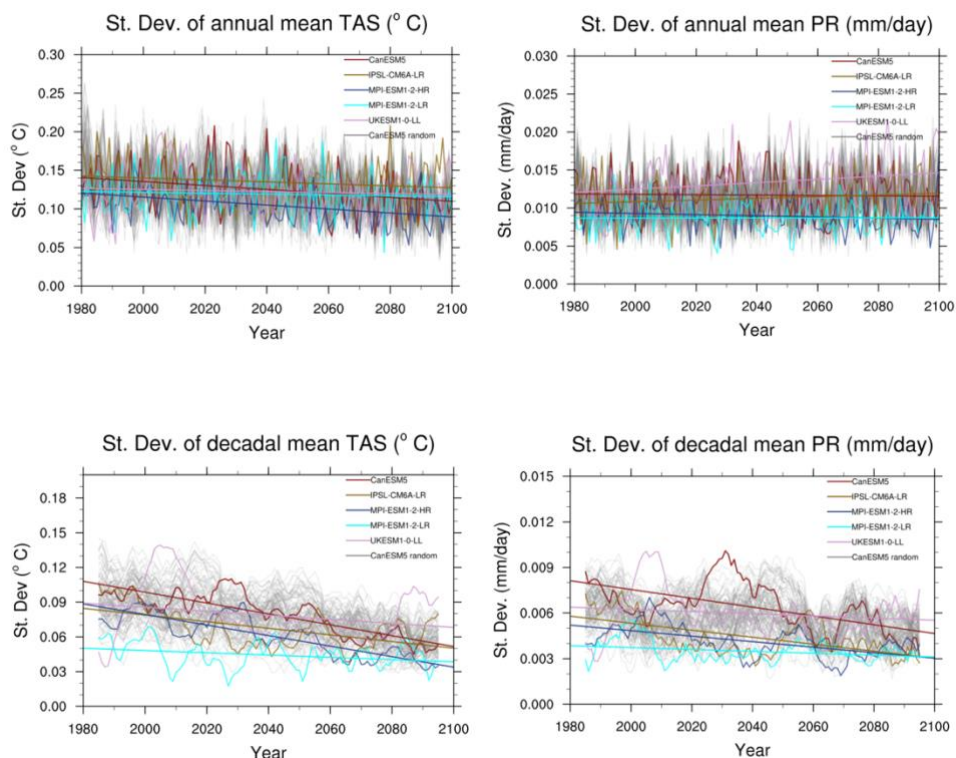 St. Dev. of annual mean TAS (° C)
0.30
0.25
0.20
0.15
0.10
0.05
0.00
St. Dev (° C)
CanESM5
IPSL-CM6A-LR
MPI-ESM1-2-HR
MPI-ESM1-2-LR
UKESM1-0-LL
CanESM5 random
1980 2000 2020 2040 2060 2080 2100
Year
St. Dev. of annual mean PR (mm/day)
0.030
0.025
0.020
0.015
0.010
0.005
0.000
St. Dev. (mm/day)
CanESM5
IPSL-CM6A-LR
MPI-ESM1-2-HR
MPI-ESM1-2-LR
UKESM1-0-LL
CanESM5 random
1980 2000 2020 2040 2060 2080 2100
Year
St. Dev. of decadal mean TAS (° C)
0.18
0.14
0.12
0.09
0.06
0.03
0.00
St. Dev (° C)
CanESM5
IPSL-CM6A-LR
MPI-ESM1-2-HR
MPI-ESM1-2-LR
UKESM1-0-LL
CanESM5 random
1980 2000 2020 2040 2060 2080 2100
Year
St. Dev. of decadal mean PR (mm/day)
0.015
0.012
0.009
0.006
0.003
0.000
St. Dev. (mm/day)
CanESM5
IPSL-CM6A-LR
MPI-ESM1-2-HR
MPI-ESM1-2-LR
UKESM1-0-LL
CanESM5 random
1980 2000 2020 2040 2060 2080 2100
Year